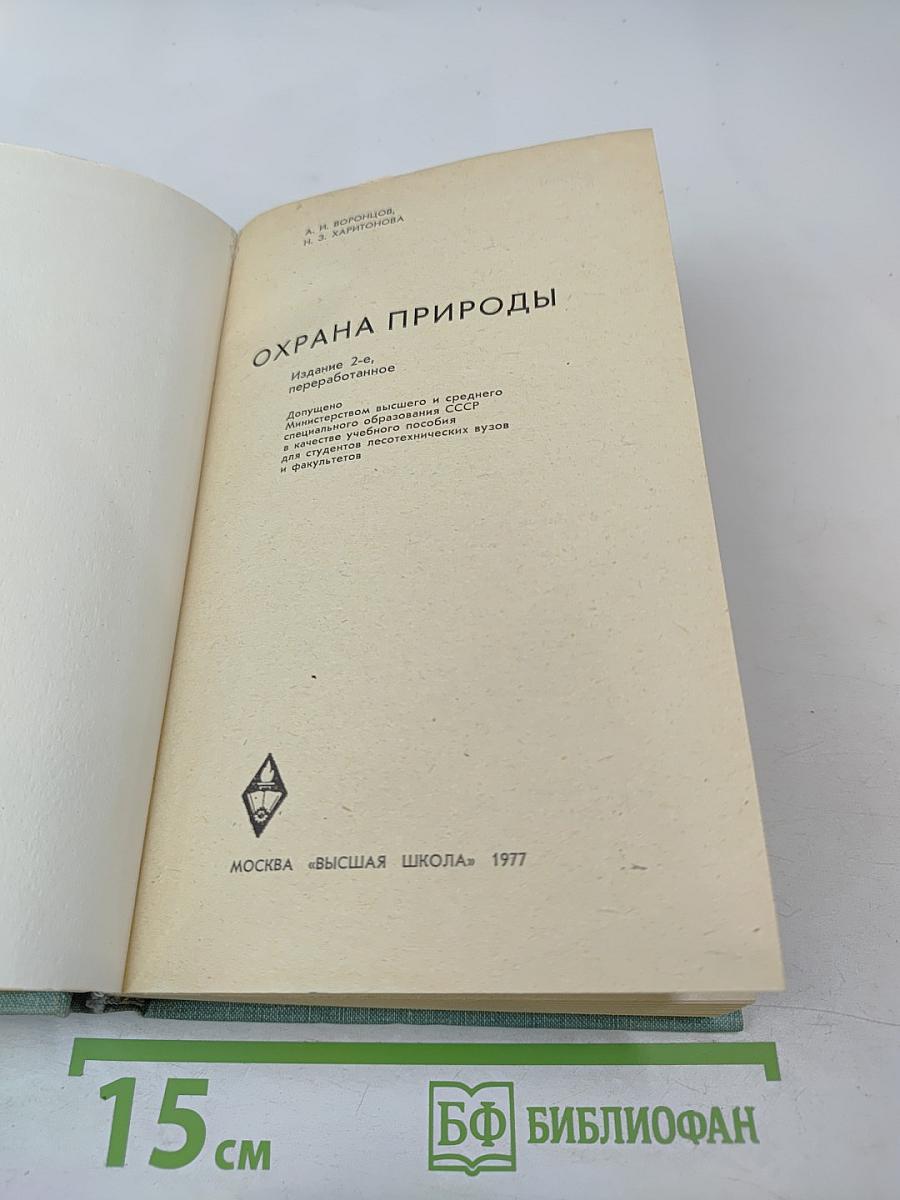 А. И. ВОРОНЦОВ,
Н. З. ХАРИТОНОВА
ОХРАНА ПРИРОДЫ
Издание 2-е,
переработанное
Допущено
Министерством высшего и среднего
специального образования СССР
в качестве учебного пособия
для студентов лесотехнических вузов
и факультетов
МОСКВА «ВЫСШАЯ ШКОЛА» 1977
15 см
БФ БИБЛИОФАН